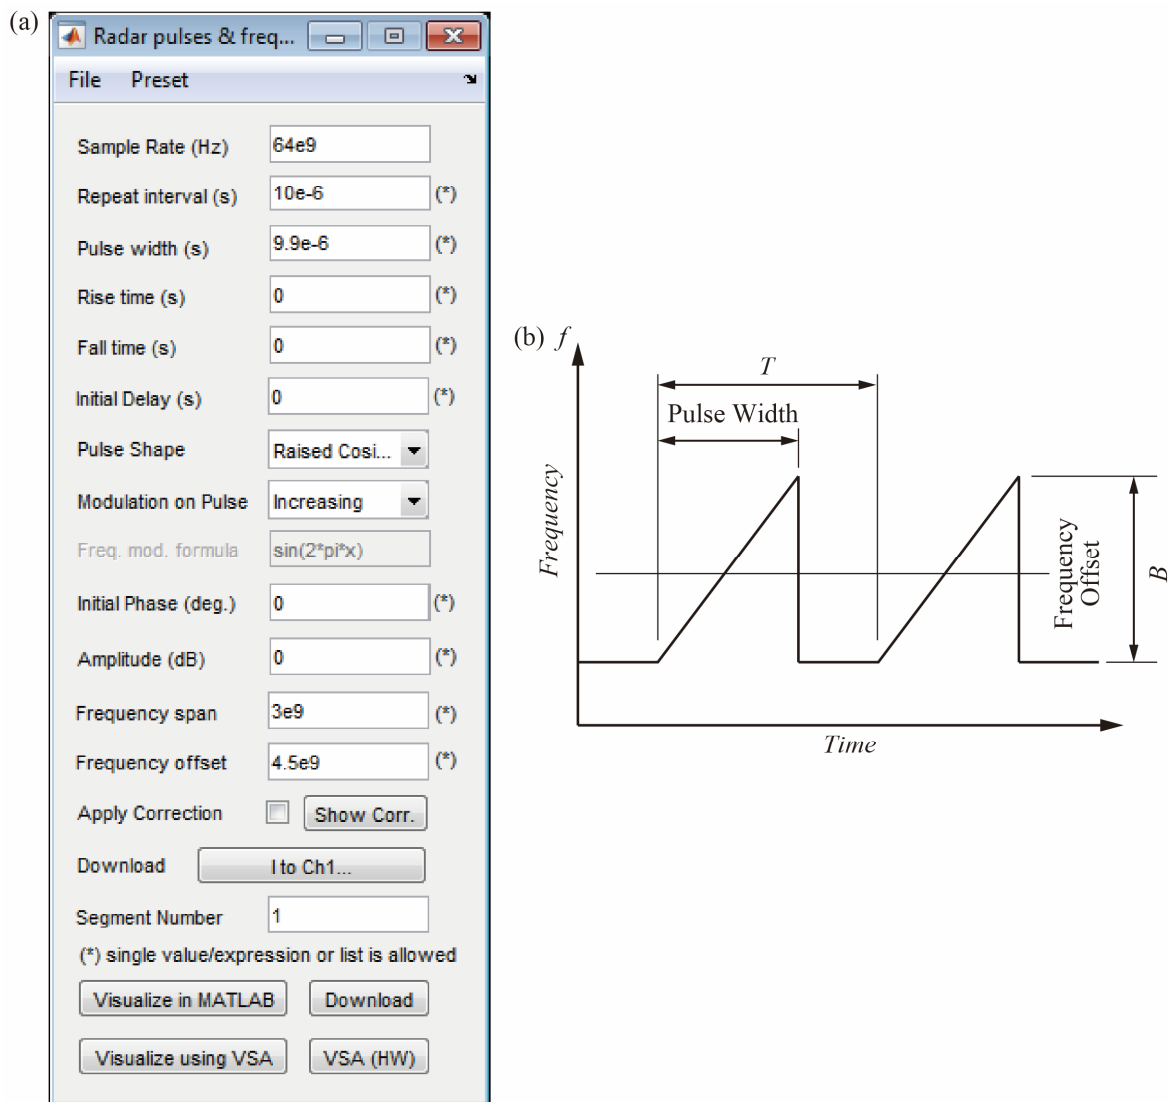 (a)
Radar pulses & freq...
File Preset
Sample Rate (Hz) 64e9
Repeat interval (s) 10e-6 (*)
Pulse width (s) 9.9e-6 (*)
Rise time (s) 0 (*)
Fall time (s) 0 (*)
Initial Delay (s) 0 (*)
Pulse Shape Raised Cosi...
Modulation on Pulse Increasing
Freq. mod. formula sin(2*pi*x)
Initial Phase (deg.) 0 (*)
Amplitude (dB) 0 (*)
Frequency span 3e9 (*)
Frequency offset 4.5e9 (*)
Apply Correction Show Corr.
Download I to Ch1...
Segment Number 1
(*) single value/expression or list is allowed
Visualize in MATLAB Download
Visualize using VSA VSA (HW)
(b) f
T
Pulse Width
Frequency
Frequency
Offset
B
Time